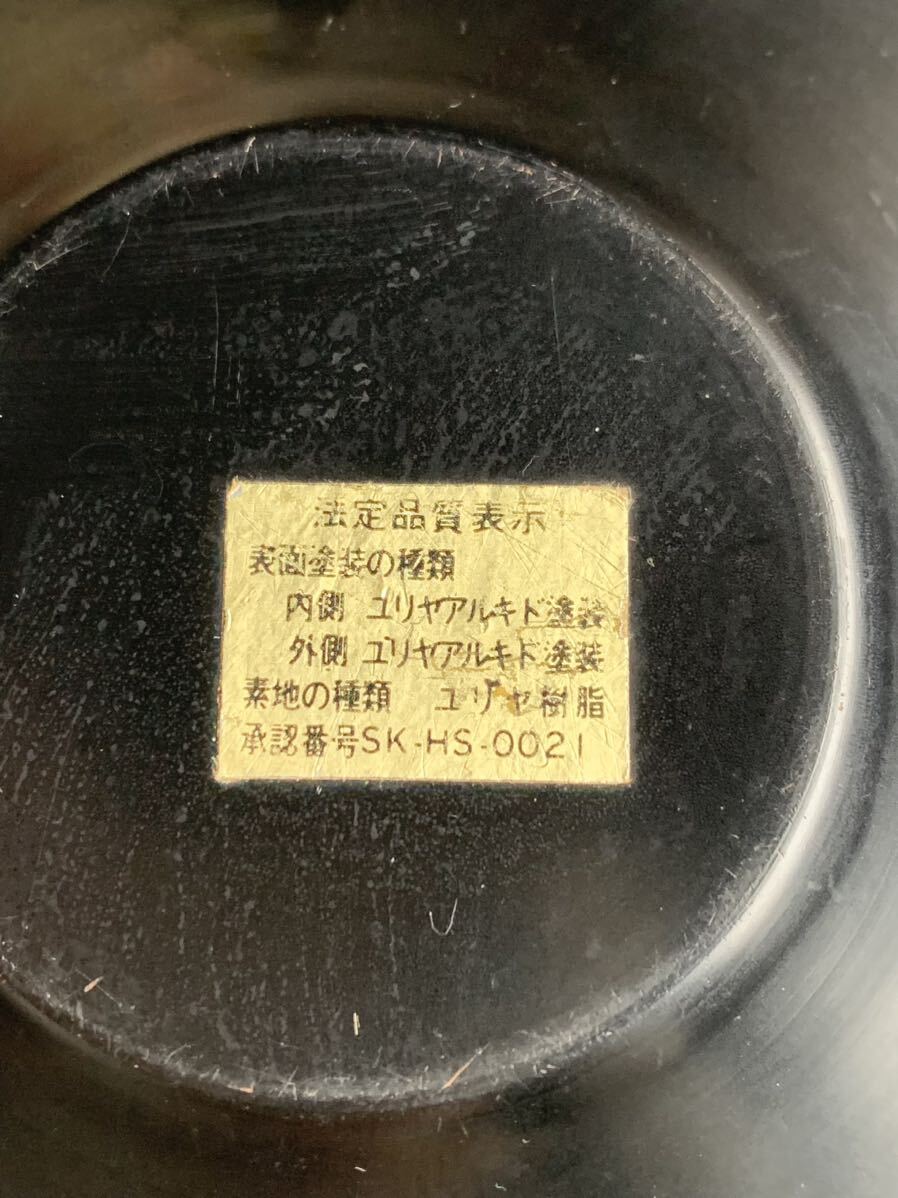 法定品質表示
表面塗装の種類
内側 ユリヤアルキド塗装
外側 ユリヤアルキド塗装
素地の種類 ユリヤ樹脂
承認番号SK-HS-0021